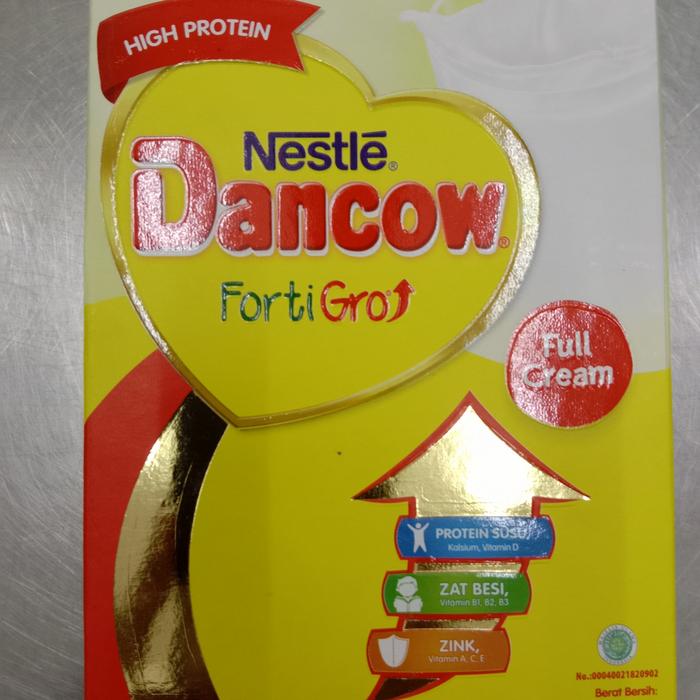 HIGH PROTEIN
Nestlé®
Dancow®
FortiGro
Full
Cream
PROTEIN SUSU,
Kalsium, Vitamin D
ZAT BESI,
Vitamin B1, B2, B3
ZINK,
Vitamin A, C, E
No.:00040021820902
Berat Bersih: